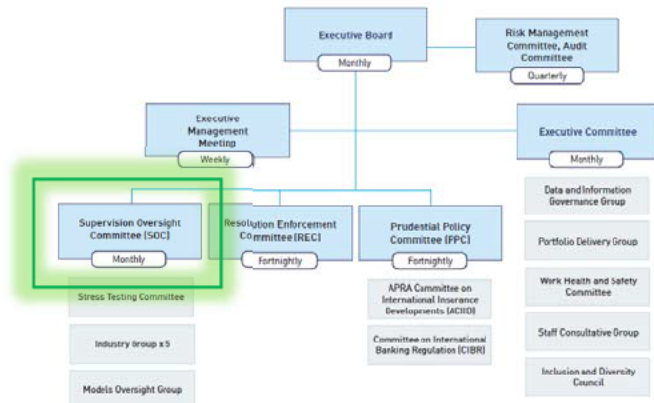 Executive Board
Monthly
Risk Management
Committee, Audit
Committee
Quarterly
Executive
Management
Meeting
Weekly
Executive Committee
Monthly
Supervision Oversight
Committee (SOC)
Monthly
Resolution Enforcement
Committee (REC)
Fortnightly
Prudential Policy
Committee (PPC)
Fortnightly
Stress Testing Committee
Industry Group x5
Models Oversight Group
APRA Committee on
International Insurance
Developments (ACIID)
Committee on International
Banking Regulation (CIBR)
Data and Information
Governance Group
Portfolio Delivery Group
Work Health and Safety
Committee
Staff Consultative Group
Inclusion and Diversity
Council